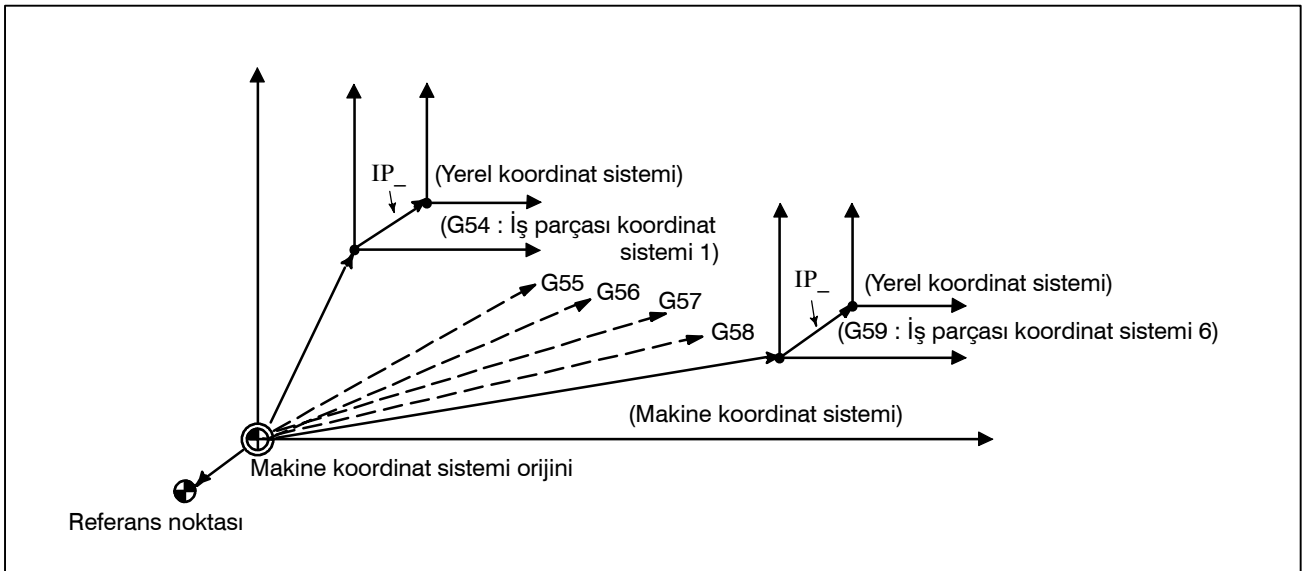 IP_
(Yerel koordinat sistemi)
(G54 : İş parçası koordinat
sistemi 1)
G55
G56
G57
G58
IP_
(Yerel koordinat sistemi)
(G59 : İş parçası koordinat sistemi 6)
(Makine koordinat sistemi)
Makine koordinat sistemi orijini
Referans noktası